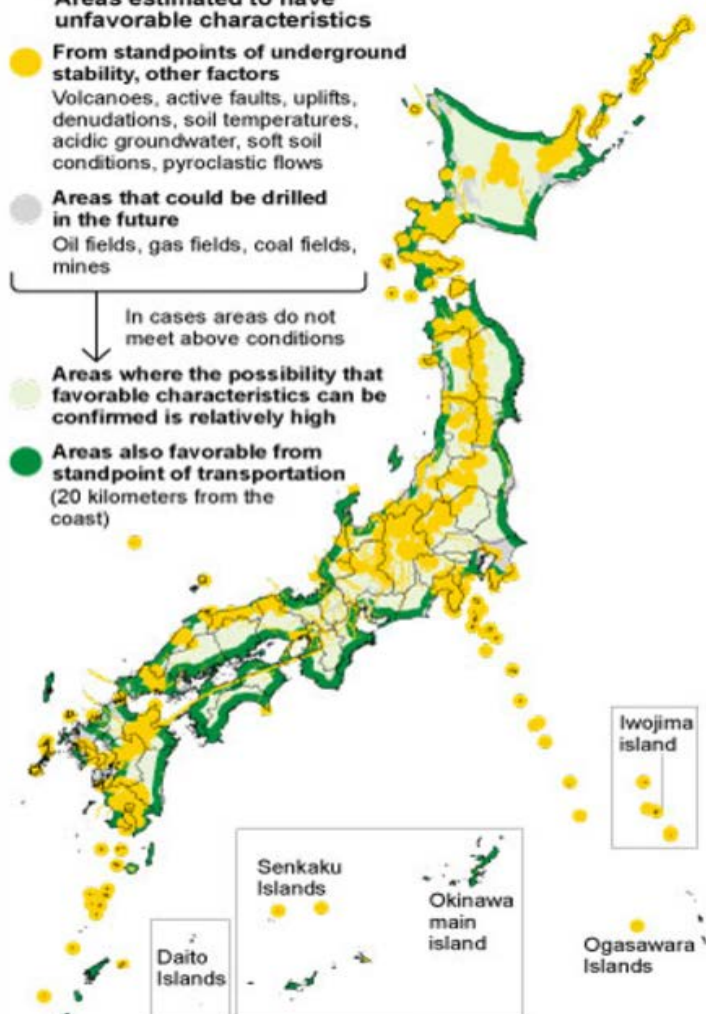 Areas estimated to have
unfavorable characteristics
From standpoints of underground
stability, other factors
Volcanoes, active faults, uplifts,
denudations, soil temperatures,
acidic groundwater, soft soil
conditions, pyroclastic flows
Areas that could be drilled
in the future
Oil fields, gas fields, coal fields,
mines
In cases areas do not
meet above conditions
Areas where the possibility that
favorable characteristics can be
confirmed is relatively high
Areas also favorable from
standpoint of transportation
(20 kilometers from the
coast)
Iwojima
island
Senkaku
Islands
Okinawa
main
island
Daito
Islands
Ogasawara
Islands